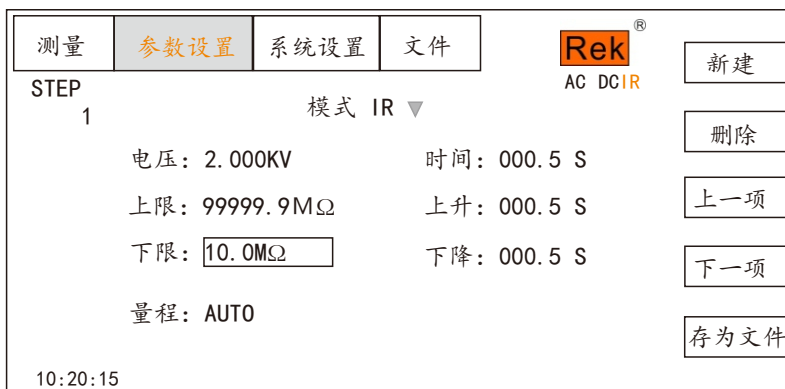 测量 参数设置 系统设置 文件
Rek®
AC DCIR
新建
STEP
1
模式 IR ▼
删除
电压: 2.000KV 时间: 000.5 S
上限: 99999.9MΩ 上升: 000.5 S
上一项
下限: 10.0MΩ 下降: 000.5 S
下一项
量程: AUTO
存为文件
10:20:15